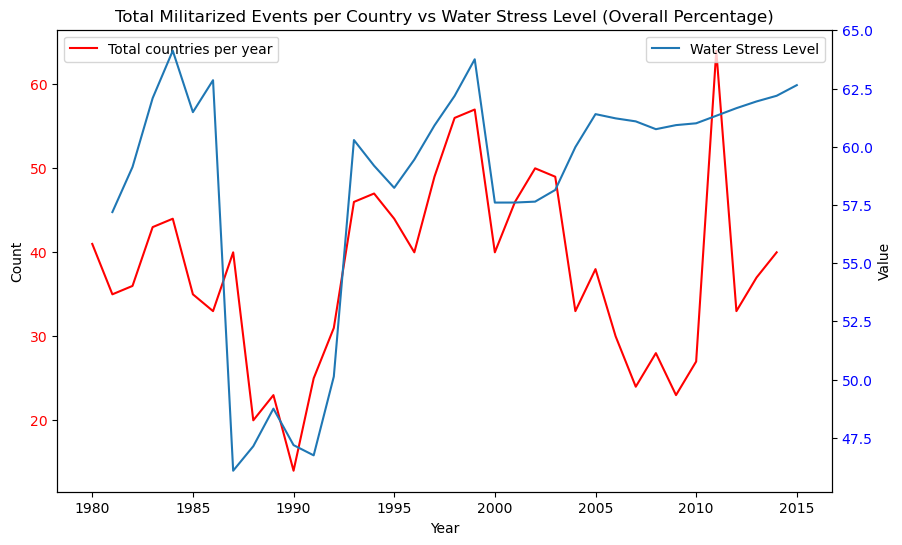 Total Militarized Events per Country vs Water Stress Level (Overall Percentage)
Total countries per year
Water Stress Level
60
50
40
30
20
Count
65.0
62.5
60.0
57.5
55.0
52.5
50.0
47.5
Value
1980 1985 1990 1995 2000 2005 2010 2015
Year